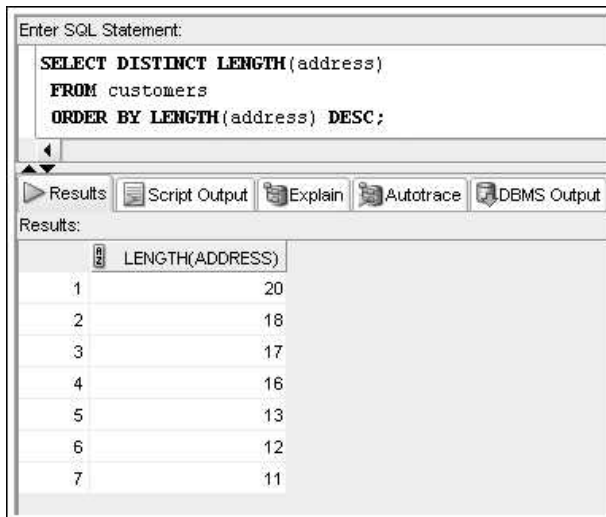 Enter SQL Statement:
SELECT DISTINCT LENGTH(address)
FROM customers
ORDER BY LENGTH(address) DESC;
Results Script Output Explain Autotrace DBMS Output
Results:
LENGTH(ADDRESS)
1 20
2 18
3 17
4 16
5 13
6 12
7 11